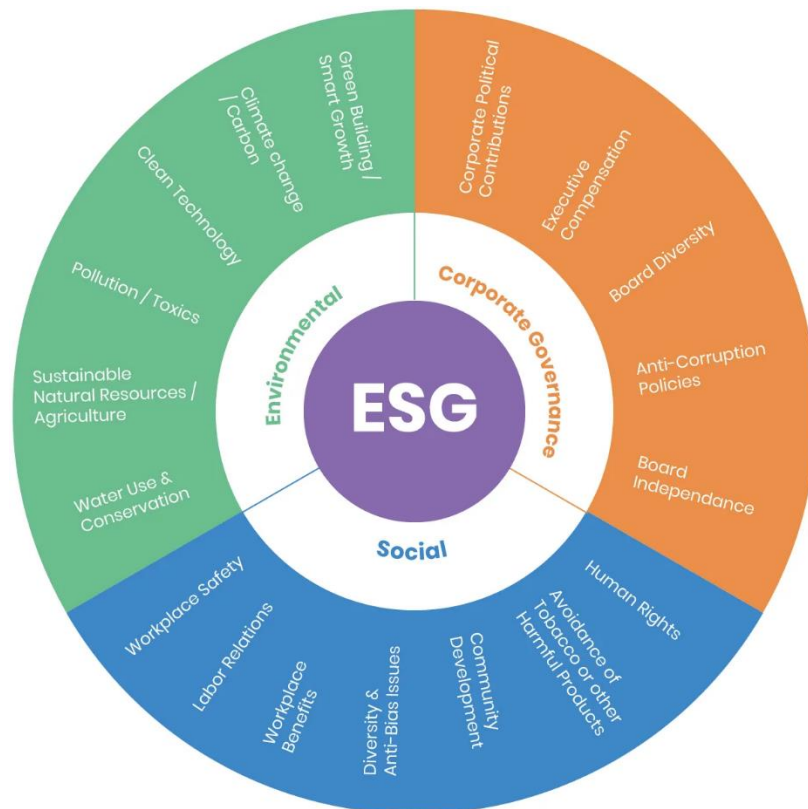 Green Building /
Smart Growth
Climate change
/ Carbon
Clean Technology
Pollution / Toxics
Sustainable
Natural Resources /
Agriculture
Water Use &
Conservation
Corporate Political
Contributions
Executive
Compensation
Board Diversity
Anti-Corruption
Policies
Board
Independance
Environmental
Corporate Governance
ESG
Social
Workplace Safety
Labor Relations
Workplace
Benefits
Diversity &
Anti-Bias Issues
Community
Development
Avoidance of
Tobacco or other
Harmful Products
Human Rights